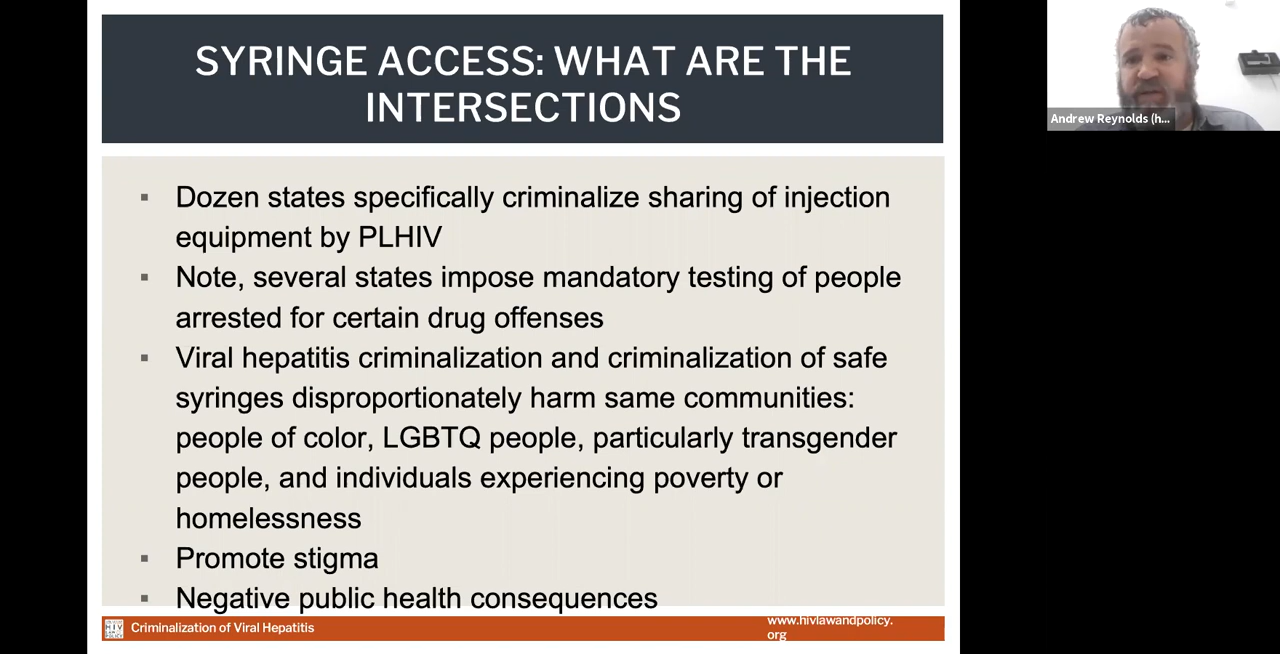 SYRINGE ACCESS: WHAT ARE THE
INTERSECTIONS
▪ Dozen states specifically criminalize sharing of injection
equipment by PLHIV
▪ Note, several states impose mandatory testing of people
arrested for certain drug offenses
▪ Viral hepatitis criminalization and criminalization of safe
syringes disproportionately harm same communities:
people of color, LGBTQ people, particularly transgender
people, and individuals experiencing poverty or
homelessness
▪ Promote stigma
▪ Negative public health consequences
Criminalization of Viral Hepatitis
www.hivlawandpolicy.
org
Andrew Reynolds (h...